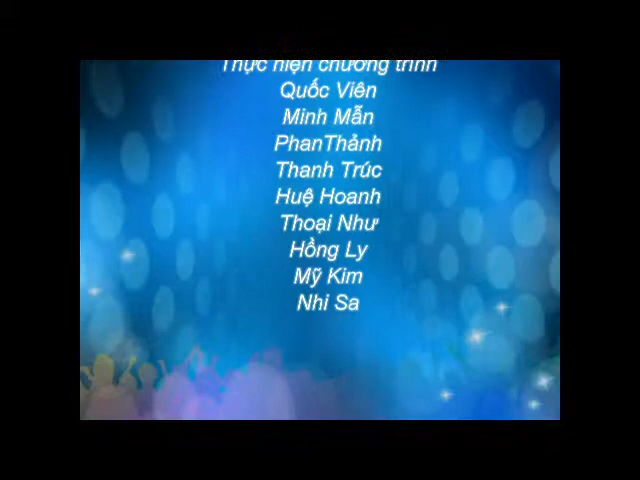 Thực hiện chương trình
Quốc Viên
Minh Mẫn
PhanThảnh
Thanh Trúc
Huệ Hoanh
Thoại Như
Hồng Ly
Mỹ Kim
Nhi Sa